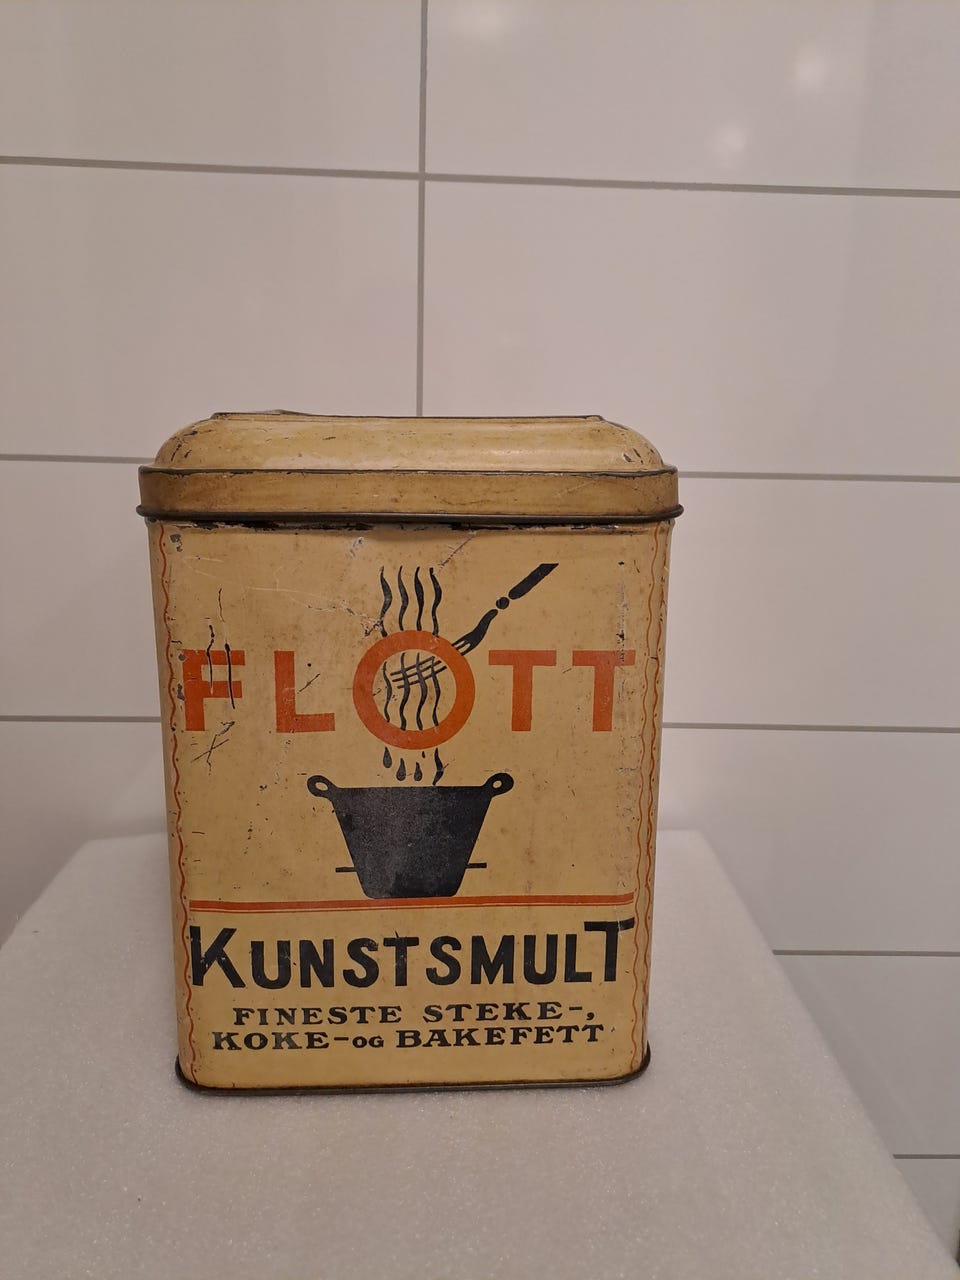 FLOTT
KUNSTSMULT
FINESTE STEKE-,
KOKE-OG BAKEFETT